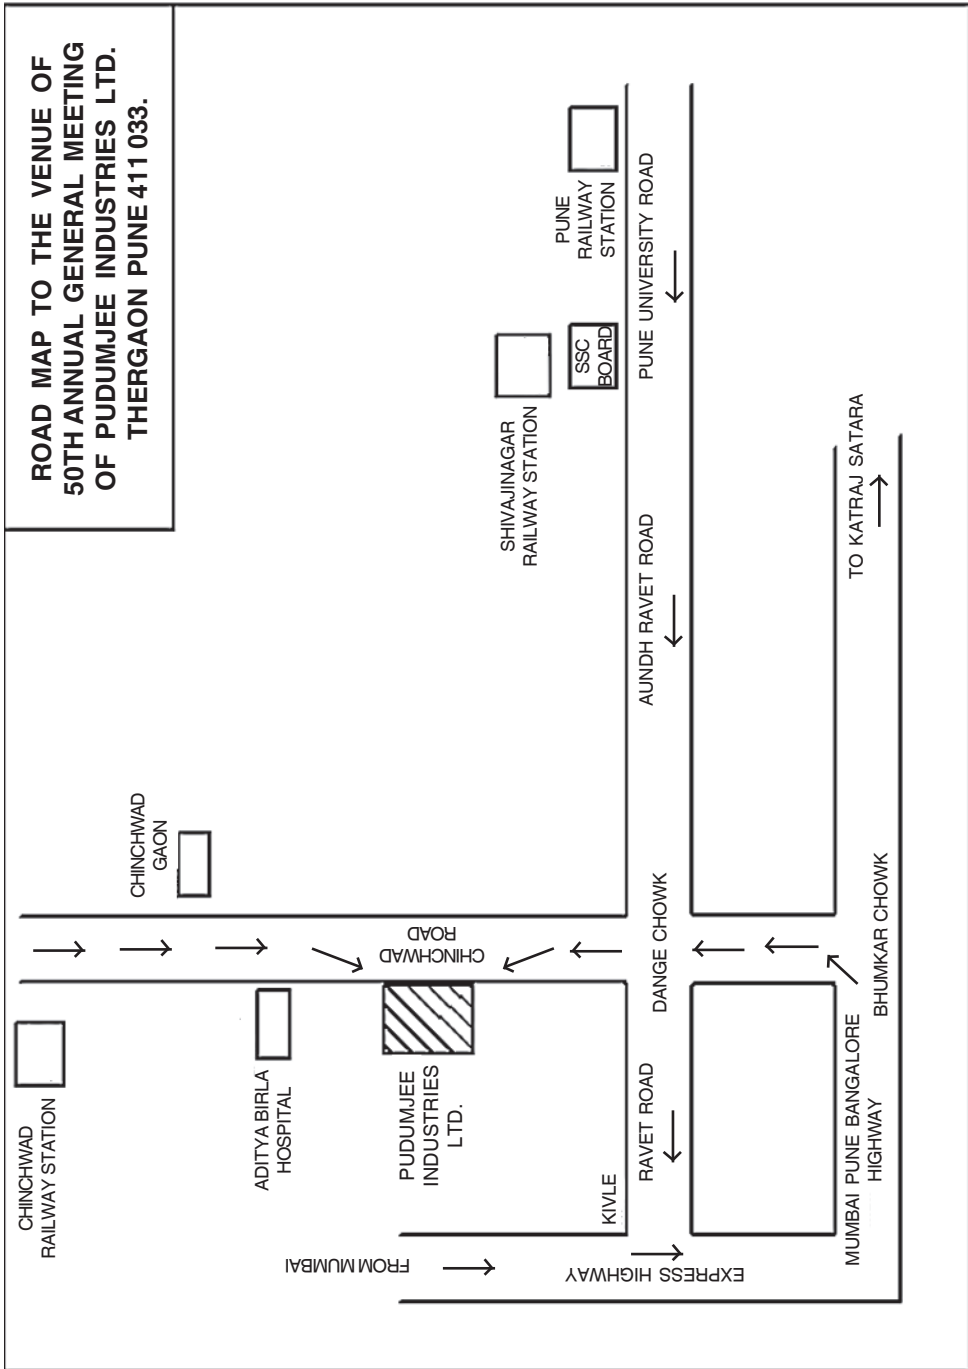 ROAD MAP TO THE VENUE OF
50TH ANNUAL GENERAL MEETING
OF PUDUMJEE INDUSTRIES LTD.
THERGAON PUNE 411 033.
CHINCHWAD
RAILWAY STATION
CHINCHWAD
GAON
ADITYA BIRLA
HOSPITAL
CHINCHWAD
ROAD
PUDUMJEE
INDUSTRIES
LTD.
FROM MUMBAI
SHIVAJINAGAR
RAILWAY STATION
PUNE
RAILWAY
STATION
SSC
BOARD
KIVLE
RAVET ROAD
DANGE CHOWK
AUNDH RAVET ROAD
PUNE UNIVERSITY ROAD
EXPRESS HIGHWAY
MUMBAI PUNE BANGALORE
HIGHWAY
BHUMKAR CHOWK
TO KATRAJ SATARA